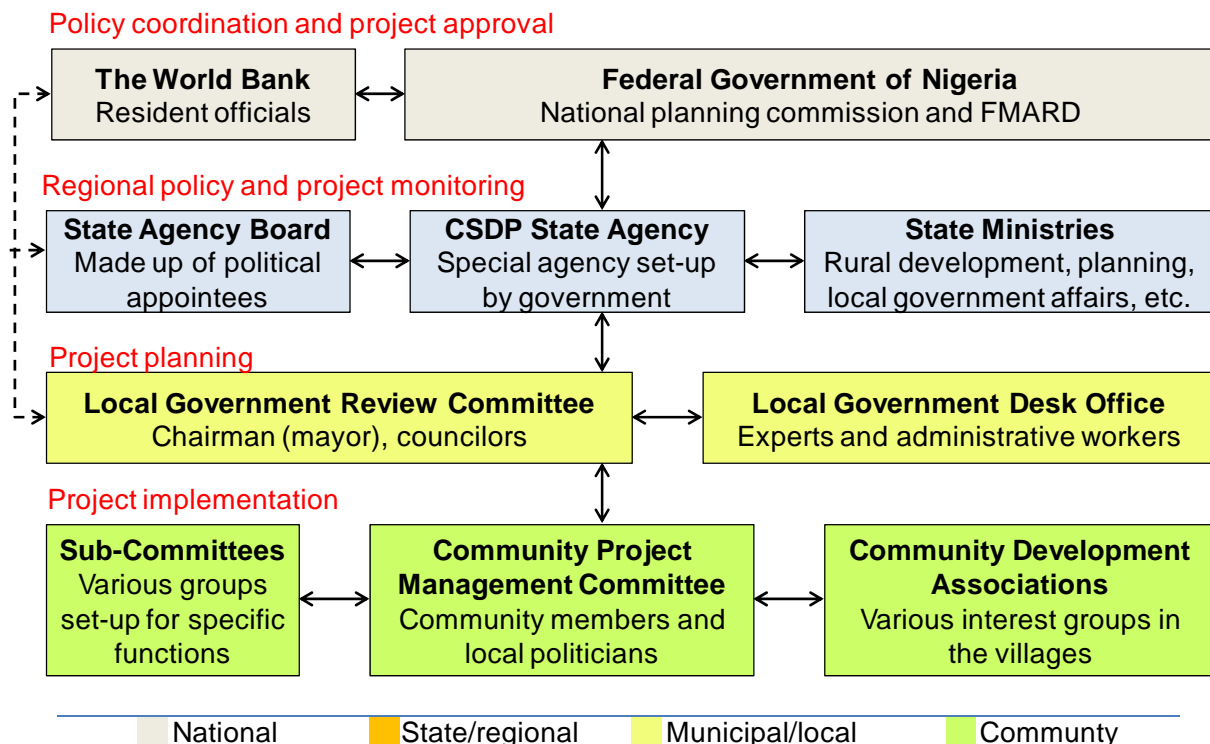 Policy coordination and project approval
The World Bank
Resident officials
Federal Government of Nigeria
National planning commission and FMARD
Regional policy and project monitoring
State Agency Board
Made up of political
appointees
CSDP State Agency
Special agency set-up
by government
State Ministries
Rural development, planning,
local government affairs, etc.
Project planning
Local Government Review Committee
Chairman (mayor), councilors
Local Government Desk Office
Experts and administrative workers
Project implementation
Sub-Committees
Various groups
set-up for specific
functions
Community Project
Management Committee
Community members and
local politicians
Community Development
Associations
Various interest groups in
the villages
National
State/regional
Municipal/local
Community